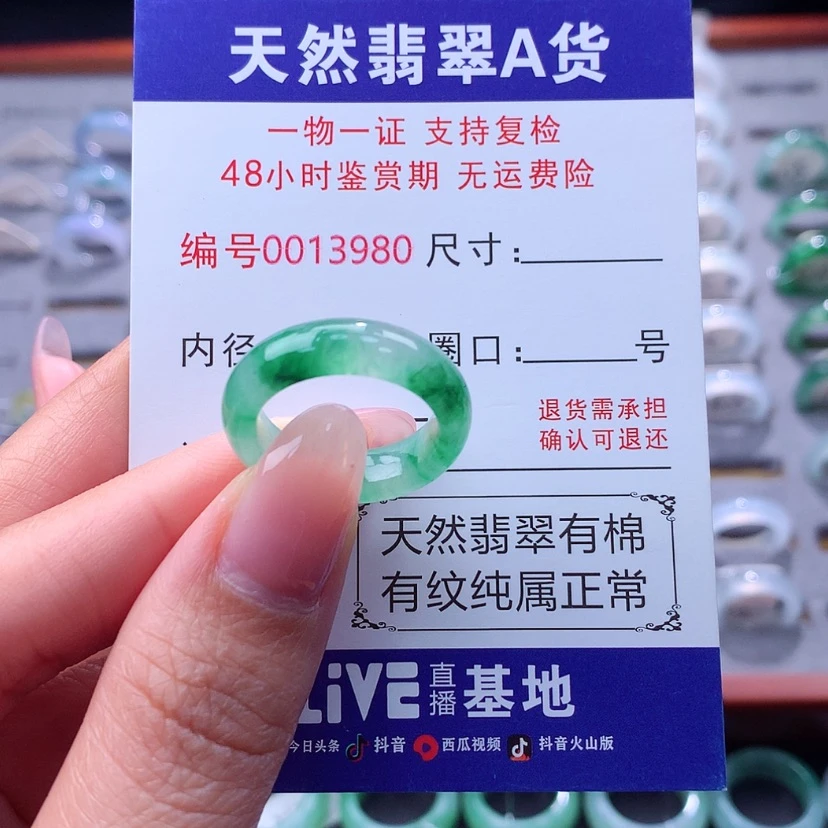 天然翡翠A货
一物一证 支持复检
48小时鉴赏期 无运费险
编号0013980 尺寸:
内径 圈口: 号
退货需承担
确认可退还
天然翡翠有棉
有纹纯属正常
LiVE 直播 基地
今日头条 抖音 西瓜视频 抖音火山版